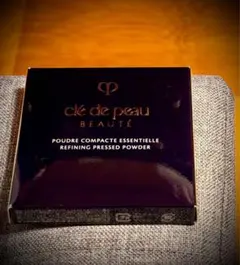 clé de peau
BEAUTÉ
POUDRE COMPACTE ESSENTIELLE
REFINING PRESSED POWDER